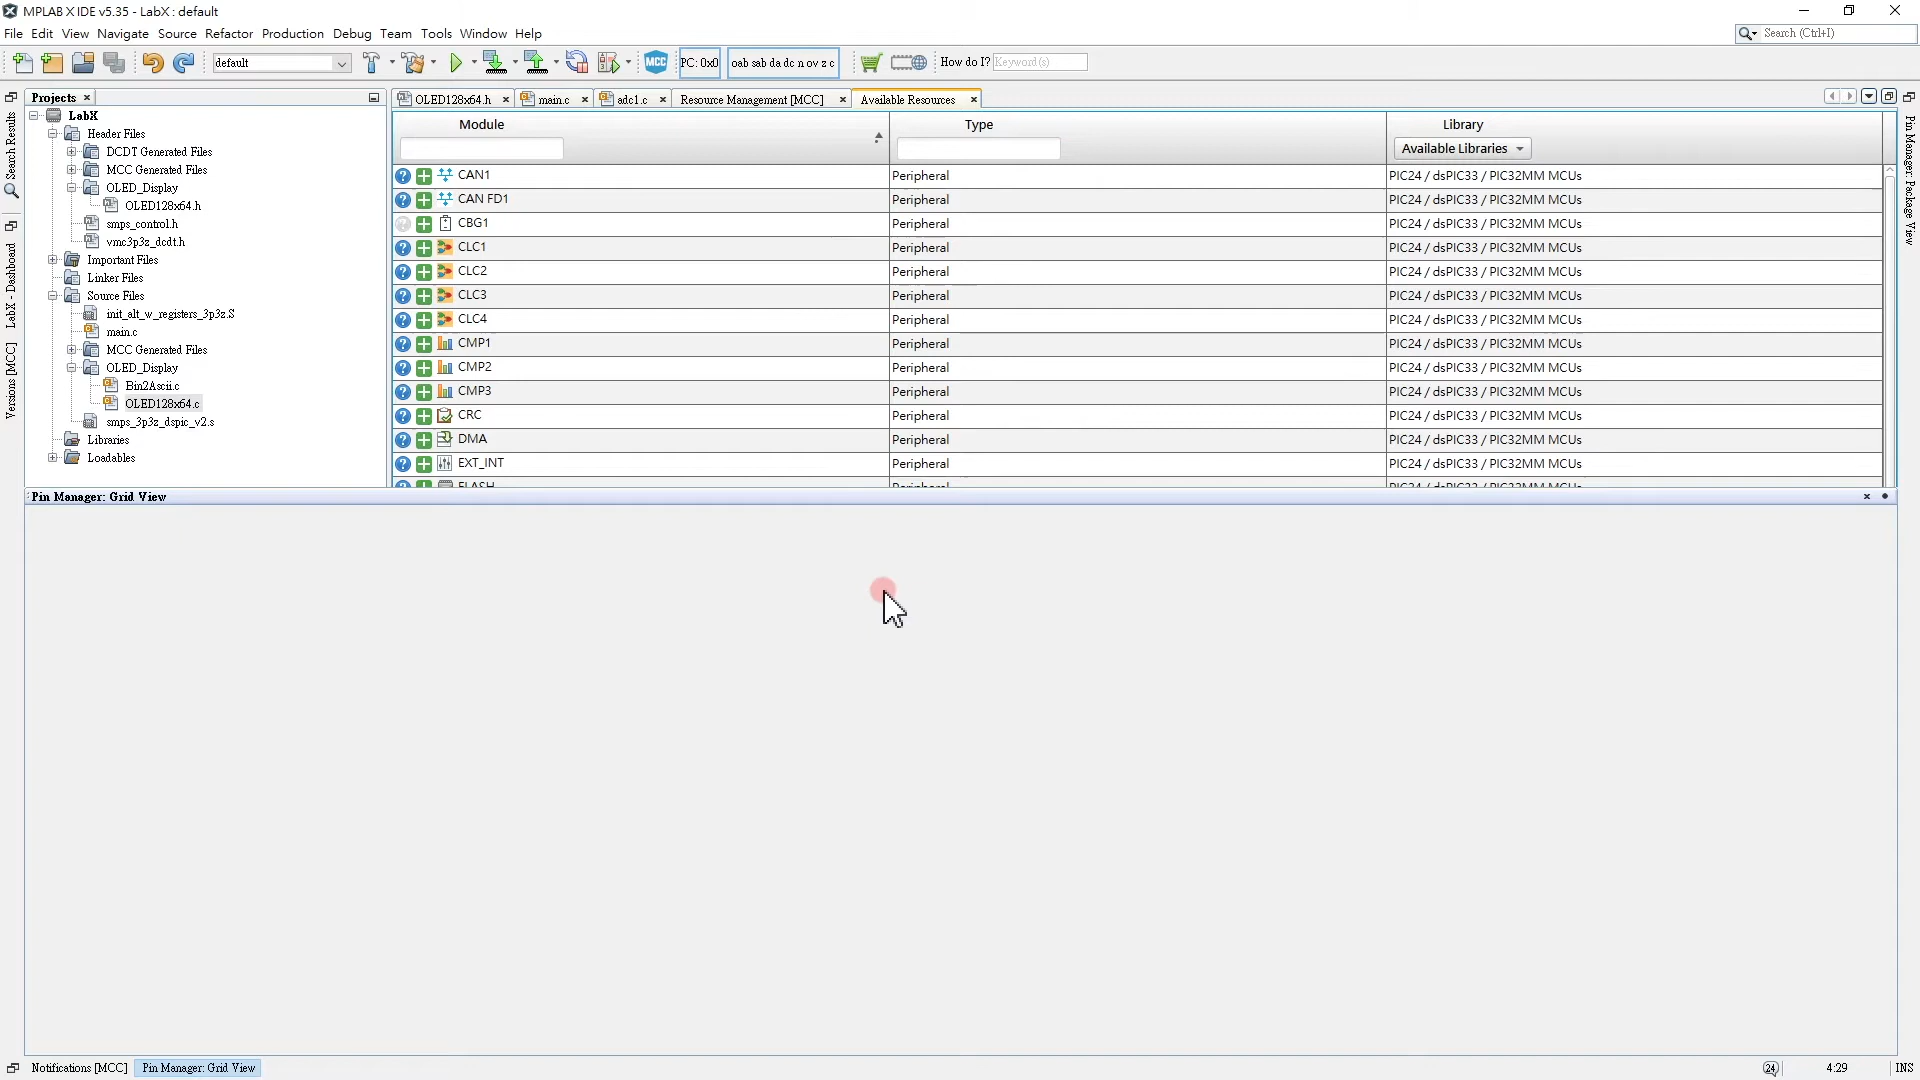 MPLAB X IDE v5.35 - LabX : default
File Edit View Navigate Source Refactor Production Debug Team Tools Window Help
Search (Ctrl+I)
default
MCC
PC: 0x0
oab sab da dc n ov z c
How do I? Keyword(s)
Projects
OLED128x64.h
main.c
adc1.c
Resource Management [MCC]
Available Resources
Search Results
LabX - Dashboard
Versions [MCC]
LabX
Header Files
DCDT Generated Files
MCC Generated Files
OLED_Display
OLED128x64.h
smps_control.h
vmc3p3z_dcdt.h
Important Files
Linker Files
Source Files
init_alt_w_registers_3p3z.S
main.c
MCC Generated Files
OLED_Display
Bin2Ascii.c
OLED128x64.c
smps_3p3z_dspic_v2.s
Libraries
Loadables
Module Type Library
Available Libraries
CAN1 Peripheral PIC24 / dsPIC33 / PIC32MM MCUs
CAN FD1 Peripheral PIC24 / dsPIC33 / PIC32MM MCUs
CBG1 Peripheral PIC24 / dsPIC33 / PIC32MM MCUs
CLC1 Peripheral PIC24 / dsPIC33 / PIC32MM MCUs
CLC2 Peripheral PIC24 / dsPIC33 / PIC32MM MCUs
CLC3 Peripheral PIC24 / dsPIC33 / PIC32MM MCUs
CLC4 Peripheral PIC24 / dsPIC33 / PIC32MM MCUs
CMP1 Peripheral PIC24 / dsPIC33 / PIC32MM MCUs
CMP2 Peripheral PIC24 / dsPIC33 / PIC32MM MCUs
CMP3 Peripheral PIC24 / dsPIC33 / PIC32MM MCUs
CRC Peripheral PIC24 / dsPIC33 / PIC32MM MCUs
DMA Peripheral PIC24 / dsPIC33 / PIC32MM MCUs
EXT_INT Peripheral PIC24 / dsPIC33 / PIC32MM MCUs
FLASH Peripheral PIC24 / dsPIC33 / PIC32MM MCUs
Pin Manager: Package View
Pin Manager: Grid View
Notifications [MCC]
Pin Manager: Grid View
24
4:29
INS